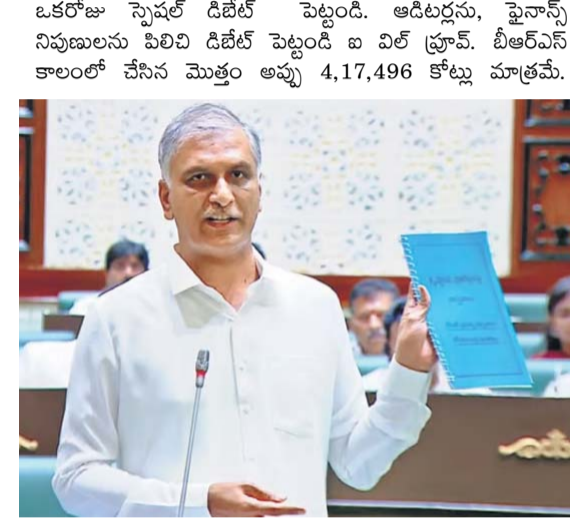 ఒకరోజు స్పెషల్ డిబేట్ పెట్టండి. ఆడిటర్లను, ఫైనాన్స్
నిపుణులను పిలిచి డిబేట్ పెట్టండి ఐ విల్ ప్రూవ్. బీఆర్ఎస్
కాలంలో చేసిన మొత్తం అప్పు 4,17,496 కోట్లు మాత్రమే.